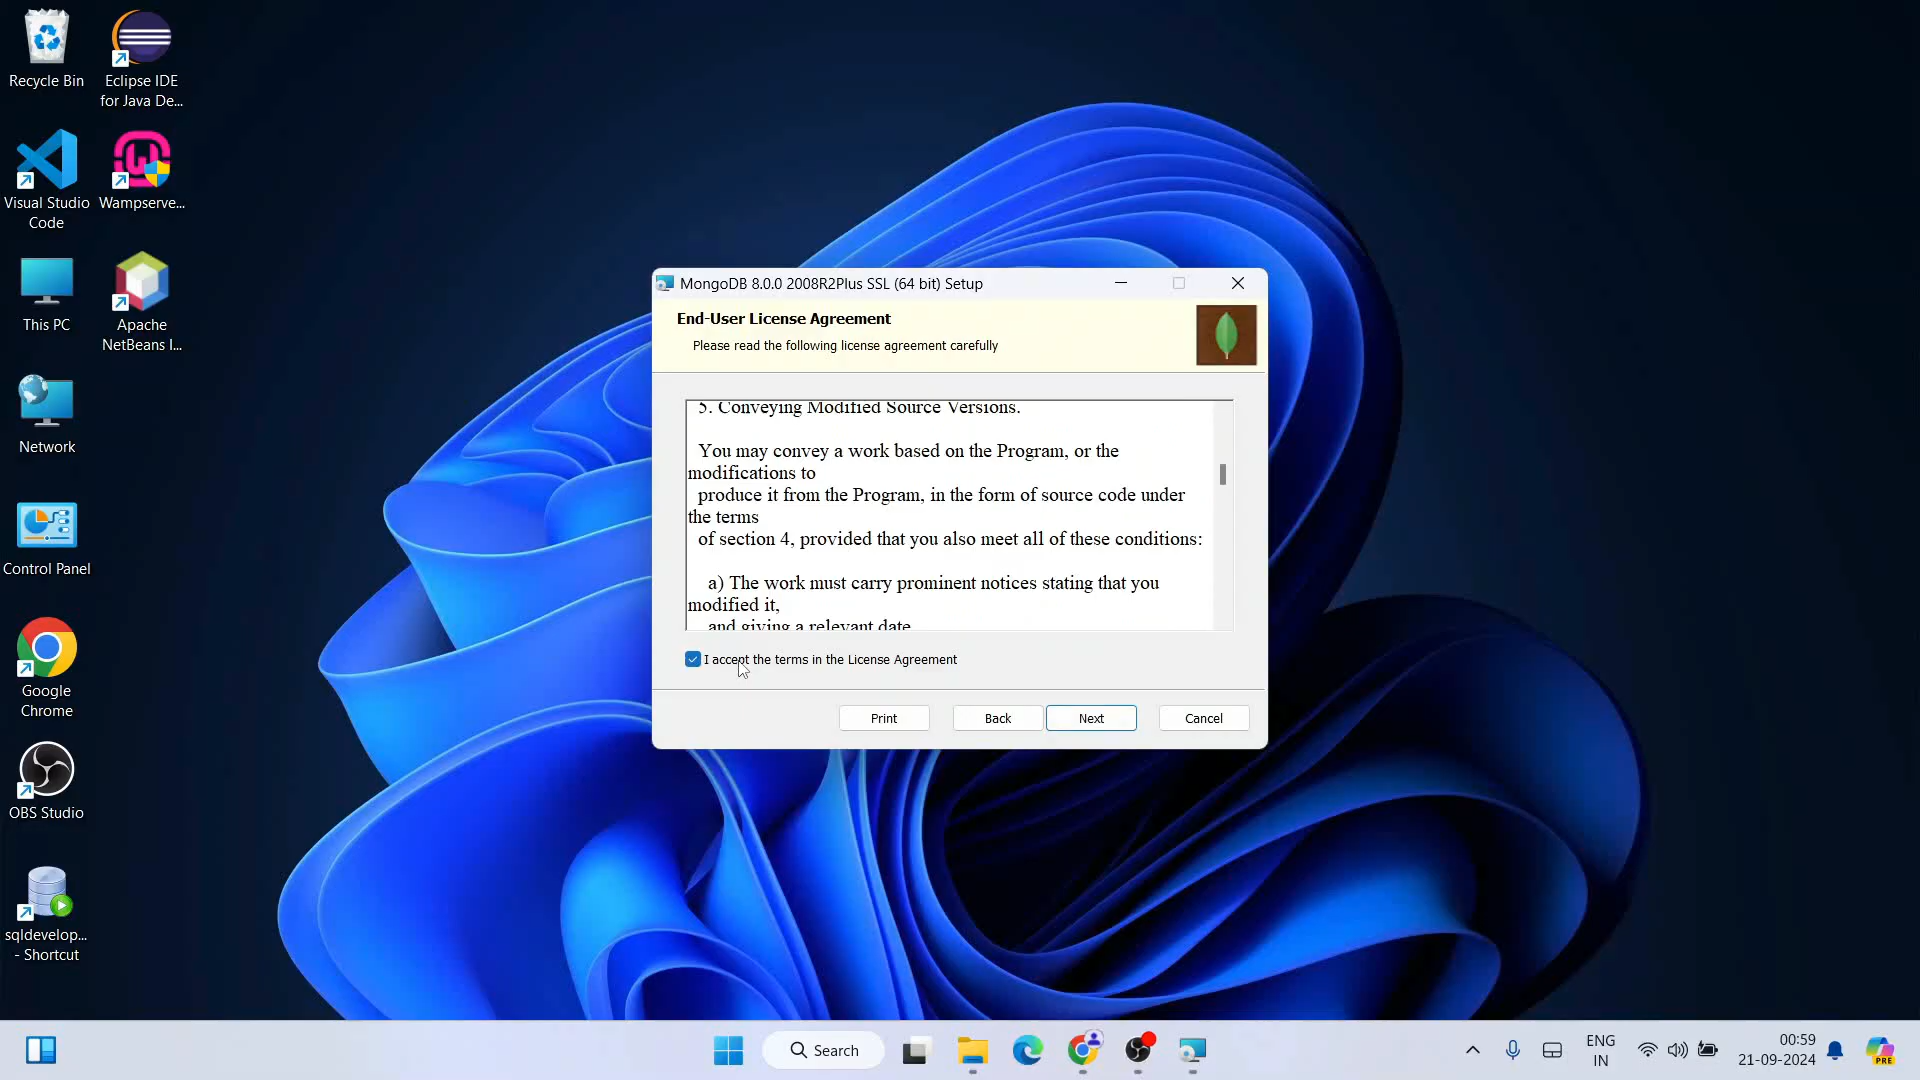 Recycle Bin
Eclipse IDE
for Java De...
Visual Studio
Code
Wampserve...
This PC
Apache
NetBeans I...
Network
Control Panel
Google
Chrome
OBS Studio
sqldevelop...
- Shortcut
MongoDB 8.0.0 2008R2Plus SSL (64 bit) Setup
End-User License Agreement
Please read the following license agreement carefully
5. Conveying Modified Source Versions.
You may convey a work based on the Program, or the
modifications to
produce it from the Program, in the form of source code under
the terms
of section 4, provided that you also meet all of these conditions:
a) The work must carry prominent notices stating that you
modified it,
and giving a relevant date
I accept the terms in the License Agreement
Print
Back
Next
Cancel
Search
ENG
IN
00:59
21-09-2024
PRE